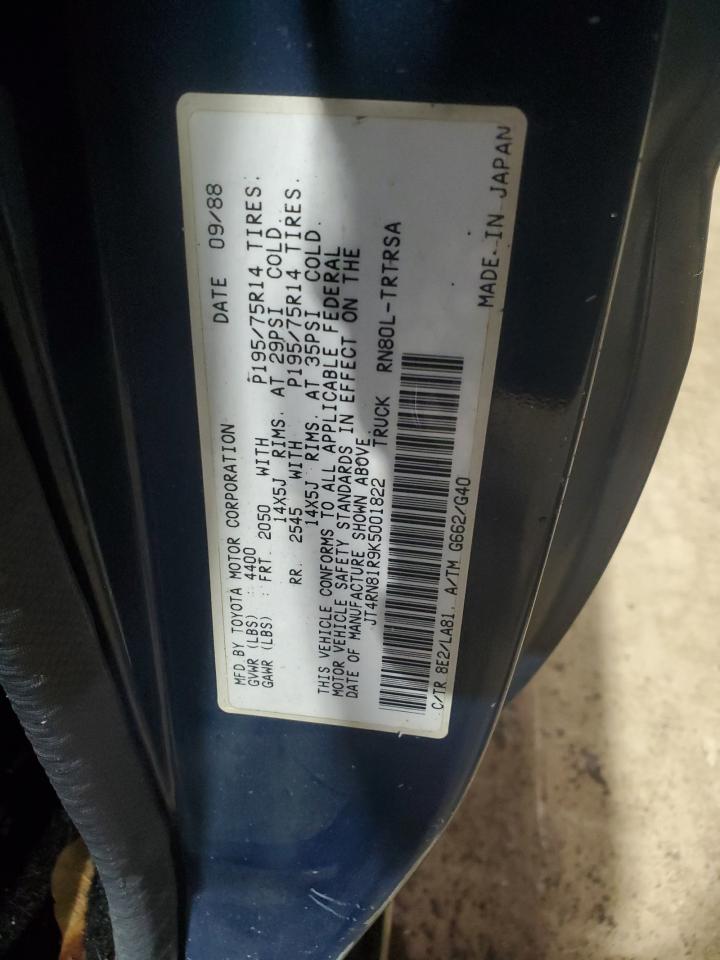 MFD BY TOYOTA MOTOR CORPORATION DATE 09/88
GVWR (LBS) : 4400
GAWR (LBS) : FRT. 2050 WITH P195/75R14 TIRES.
14X5J RIMS. AT 29PSI COLD.
RR. 2545 WITH P195/75R14 TIRES.
14X5J RIMS. AT 35PSI COLD.
THIS VEHICLE CONFORMS TO ALL APPLICABLE FEDERAL
MOTOR VEHICLE SAFETY STANDARDS IN EFFECT ON THE
DATE OF MANUFACTURE SHOWN ABOVE.
JT4RN81R9K5001822 TRUCK RN80L-TRTRSA
C/TR 8E2/LA81. A/TM G662/G40 MADE IN JAPAN